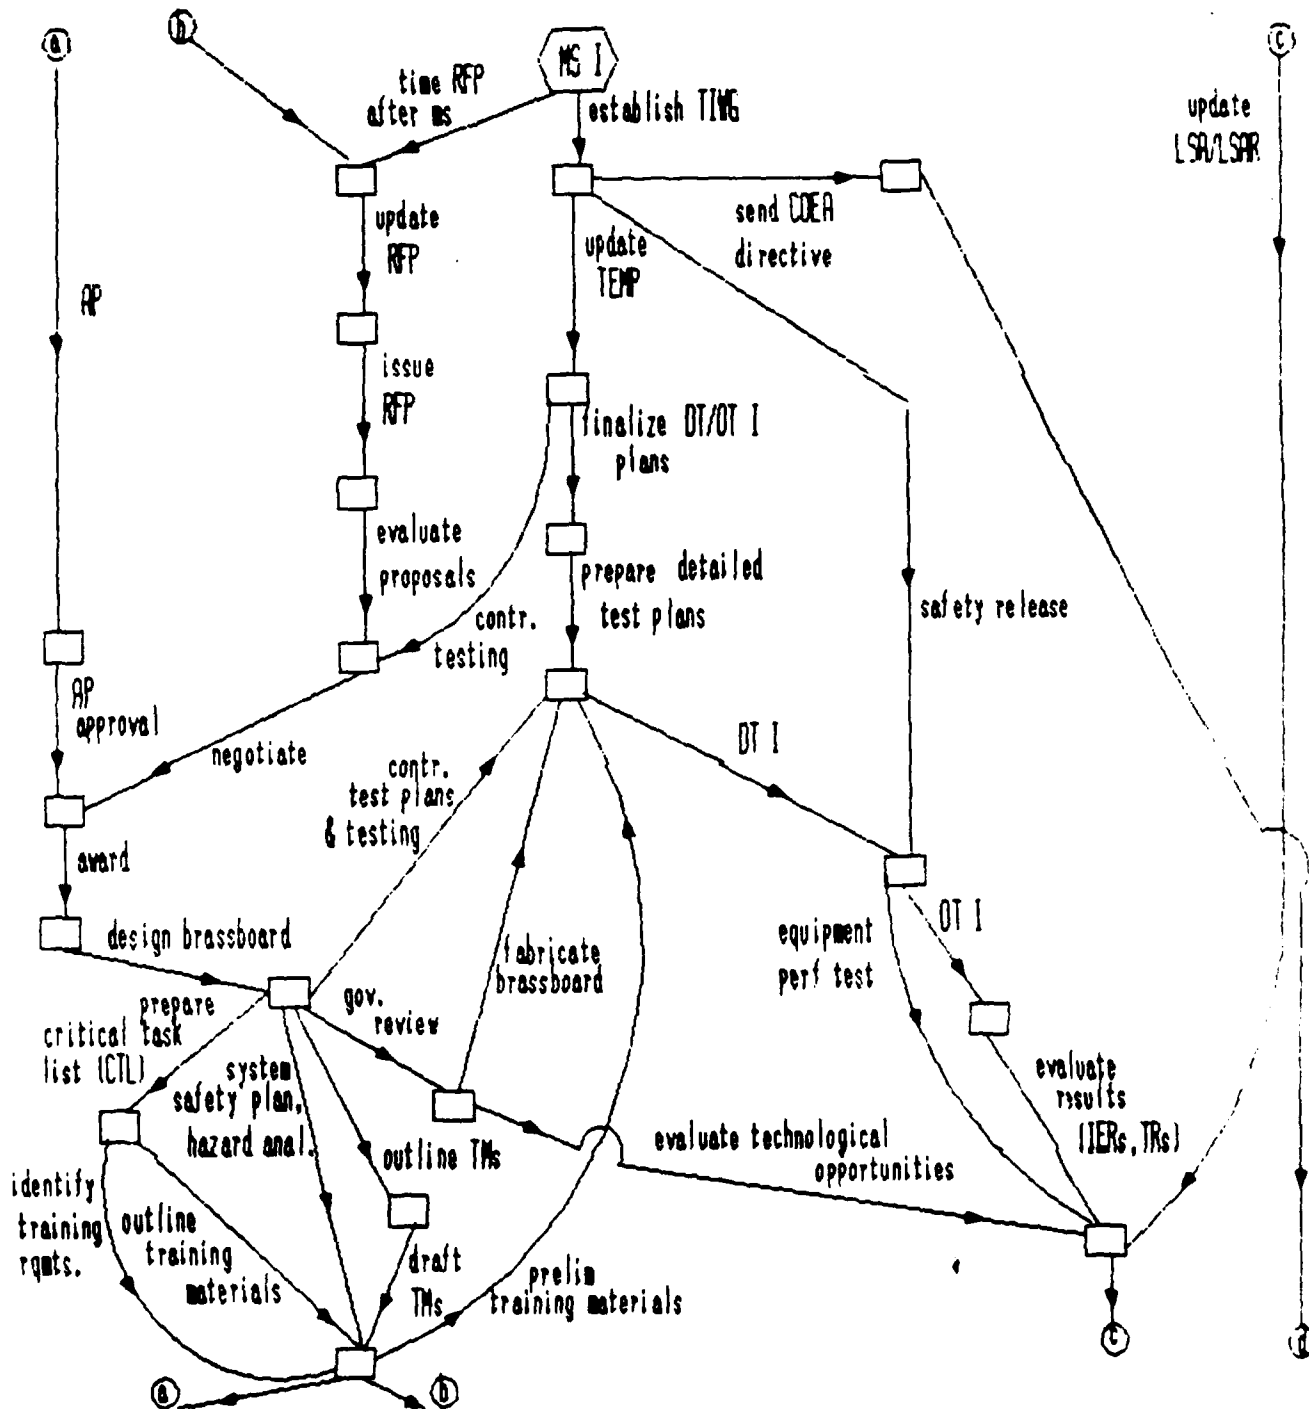 a
b
MS I
c
time RFP
after ms
establish TIWG
update
LSA/LSAR
update
RFP
send COEA
directive
update
TEMP
AP
issue
RFP
finalize DT/OT I
plans
evaluate
proposals
prepare detailed
test plans
safety release
contr.
testing
AP
approval
negotiate
DT I
contr.
test plans
& testing
award
design brassboard
OT I
equipment
perf test
fabricate
brassboard
gov.
review
prepare
critical task
list (CTL)
system
safety plan,
hazard anal.
evaluate
results
(IERs, TRs)
outline TMs
evaluate technological
opportunities
identify
training
rqmts.
outline
training
materials
draft
TMs
prelim
training materials
c
d
a
b